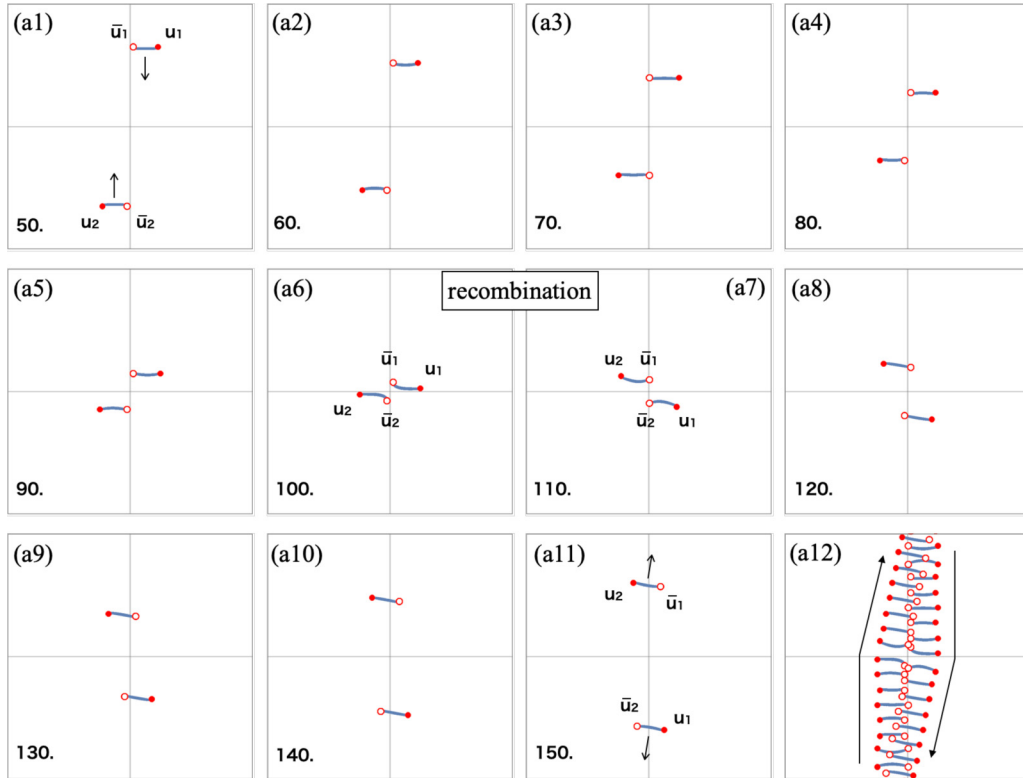 (a1)
ū1 u1
u2 ū2
50.
(a2)
60.
(a3)
70.
(a4)
80.
(a5)
90.
(a6)
ū1 u1
u2 ū2
100.
recombination
(a7)
u2 ū1
ū2 u1
110.
(a8)
120.
(a9)
130.
(a10)
140.
(a11)
u2 ū1
ū2 u1
150.
(a12)